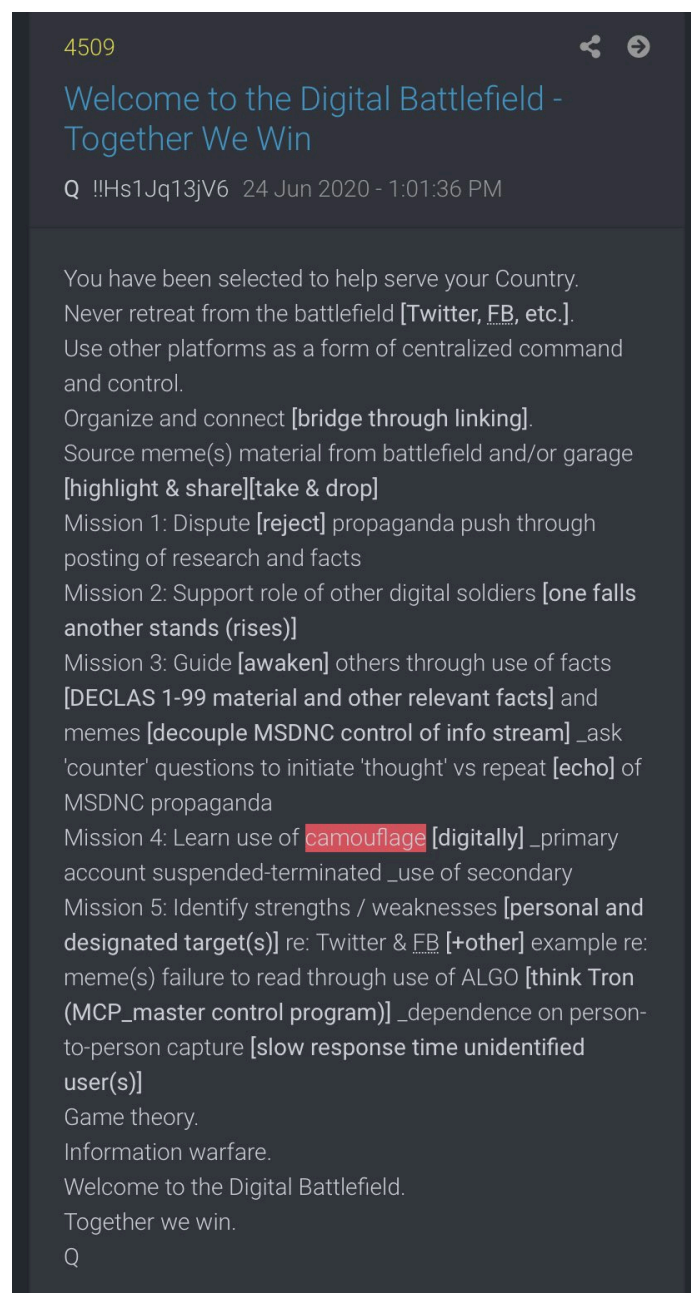 4509
Welcome to the Digital Battlefield -
Together We Win
Q !!Hs1Jq13jV6 24 Jun 2020 - 1:01:36 PM
You have been selected to help serve your Country.
Never retreat from the battlefield [Twitter, FB, etc.].
Use other platforms as a form of centralized command
and control.
Organize and connect [bridge through linking].
Source meme(s) material from battlefield and/or garage
[highlight & share][take & drop]
Mission 1: Dispute [reject] propaganda push through
posting of research and facts
Mission 2: Support role of other digital soldiers [one falls
another stands (rises)]
Mission 3: Guide [awaken] others through use of facts
[DECLAS 1-99 material and other relevant facts] and
memes [decouple MSDNC control of info stream] _ask
'counter' questions to initiate 'thought' vs repeat [echo] of
MSDNC propaganda
Mission 4: Learn use of camouflage [digitally] _primary
account suspended-terminated _use of secondary
Mission 5: Identify strengths / weaknesses [personal and
designated target(s)] re: Twitter & FB [+other] example re:
meme(s) failure to read through use of ALGO [think Tron
(MCP_master control program)] _dependence on person-
to-person capture [slow response time unidentified
user(s)]
Game theory.
Information warfare.
Welcome to the Digital Battlefield.
Together we win.
Q